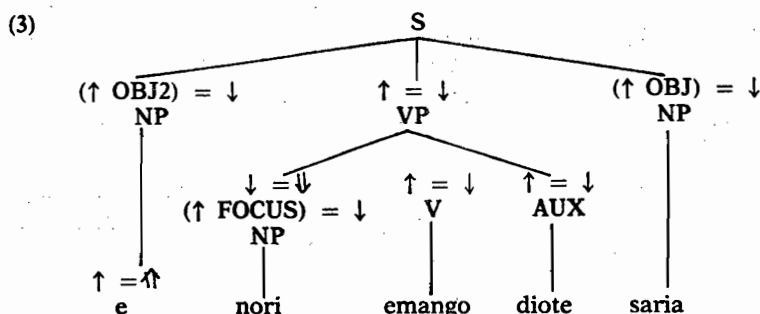 (3)
S
(↑ OBJ2) = ↓ ↑ = ↓ (↑ OBJ) = ↓
NP VP NP
↓ = ⇓ ↑ = ↓ ↑ = ↓
(↑ FOCUS) = ↓ V AUX
NP
↑ = ⇑
e nori emango diote saria